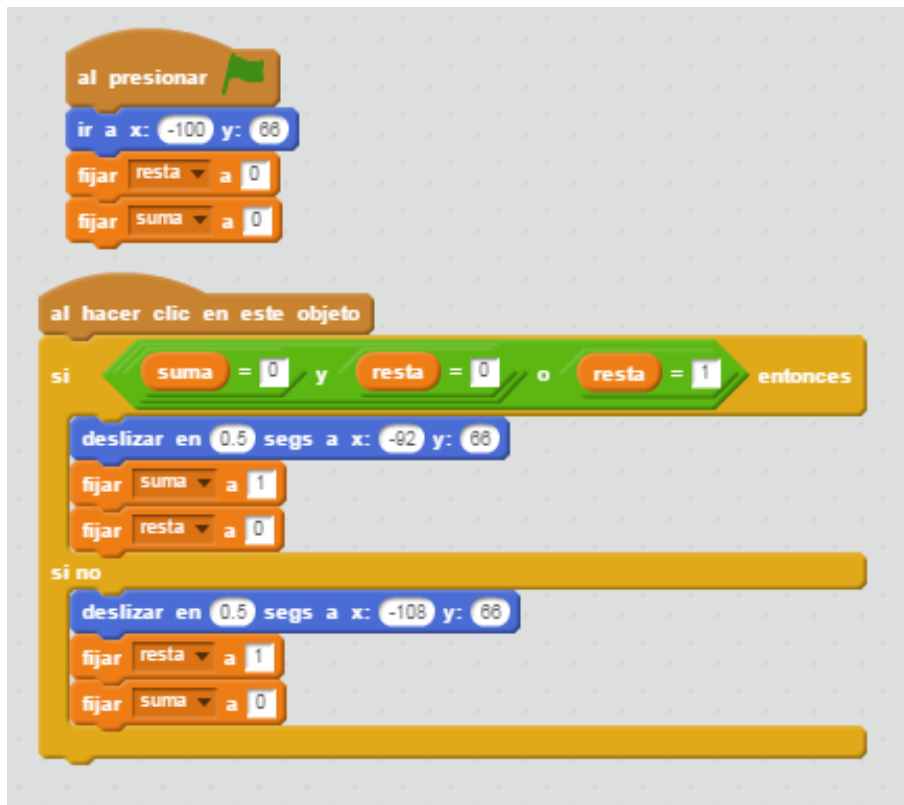 al presionar
ir a x: -100 y: 66
fijar resta a 0
fijar suma a 0
al hacer clic en este objeto
si suma = 0 y resta = 0 o resta = 1 entonces
deslizar en 0.5 segs a x: -92 y: 66
fijar suma a 1
fijar resta a 0
si no
deslizar en 0.5 segs a x: -108 y: 66
fijar resta a 1
fijar suma a 0